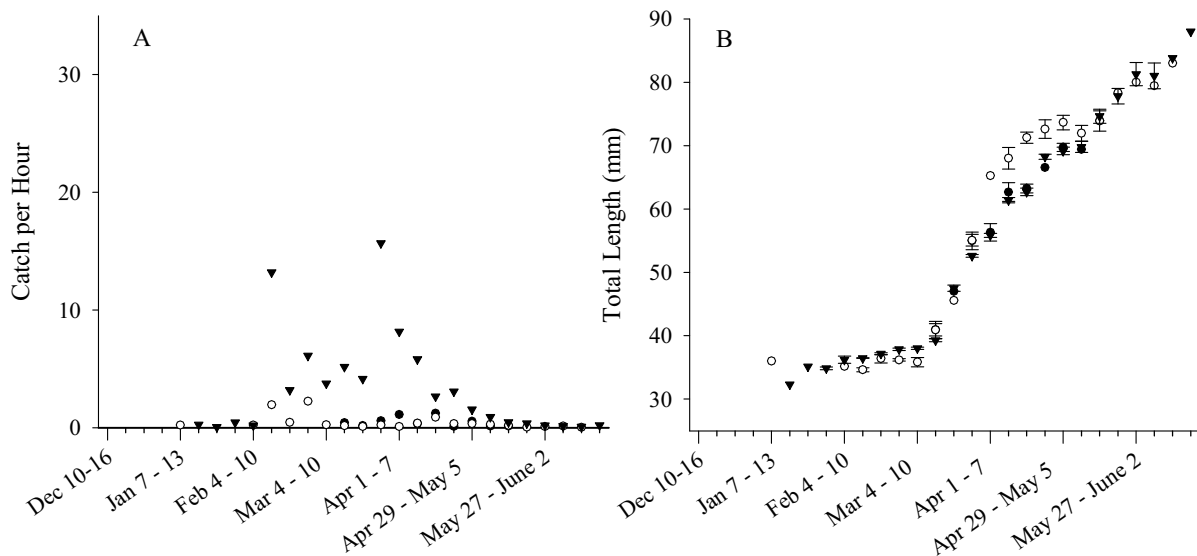 A
Catch per Hour
30
20
10
0
Dec 10-16
Jan 7 - 13
Feb 4 - 10
Mar 4 - 10
Apr 1 - 7
Apr 29 - May 5
May 27 - June 2
B
Total Length (mm)
90
80
70
60
50
40
30
Dec 10-16
Jan 7 - 13
Feb 4 - 10
Mar 4 - 10
Apr 1 - 7
Apr 29 - May 5
May 27 - June 2